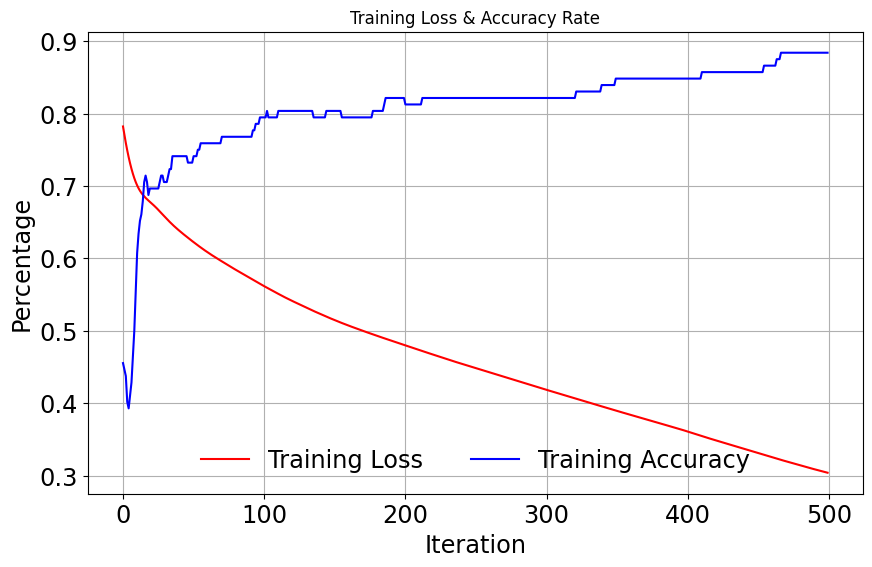 Training Loss & Accuracy Rate
0.9
0.8
0.7
0.6
0.5
0.4
0.3
Percentage
Training Loss
Training Accuracy
0 100 200 300 400 500
Iteration